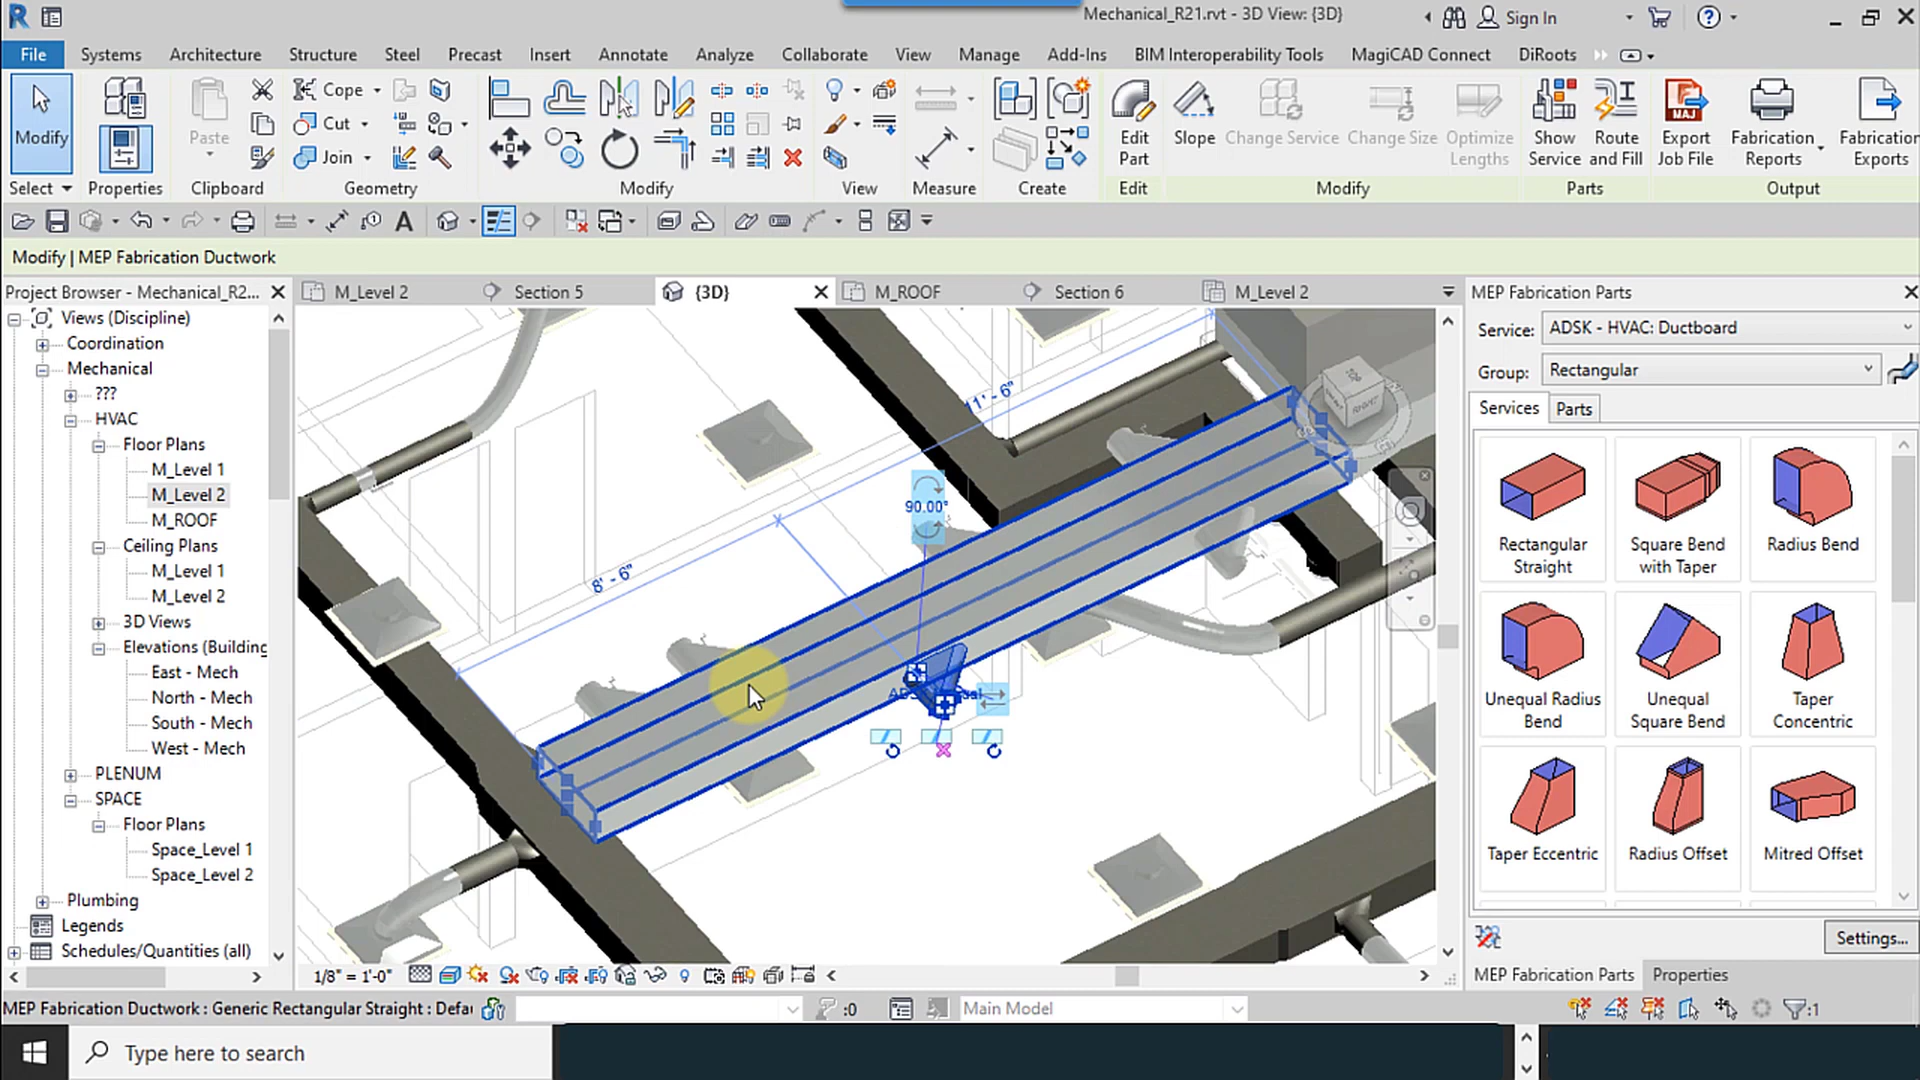 Mechanical_R21.rvt - 3D View: {3D}
Sign In
File Systems Architecture Structure Steel Precast Insert Annotate Analyze Collaborate View Manage Add-Ins BIM Interoperability Tools MagiCAD Connect DiRoots
Modify
Paste
Cope
Cut
Join
Edit
Part
Slope
Change Service
Change Size
Optimize
Lengths
Show
Service
Route
and Fill
MAJ
Export
Job File
Fabrication
Reports
Fabrication
Exports
Select Properties Clipboard Geometry Modify View Measure Create Edit Modify Parts Output
A
Modify | MEP Fabrication Ductwork
Project Browser - Mechanical_R2...
M_Level 2
Section 5
{3D}
M_ROOF
Section 6
M_Level 2
Views (Discipline)
Coordination
Mechanical
???
HVAC
Floor Plans
M_Level 1
M_Level 2
M_ROOF
Ceiling Plans
M_Level 1
M_Level 2
3D Views
Elevations (Building
East - Mech
North - Mech
South - Mech
West - Mech
PLENUM
SPACE
Floor Plans
Space_Level 1
Space_Level 2
Plumbing
Legends
Schedules/Quantities (all)
11' - 6"
90.00°
8' - 6"
MEP Fabrication Parts
Service: ADSK - HVAC: Ductboard
Group: Rectangular
Services Parts
Rectangular
Straight
Square Bend
with Taper
Radius Bend
Unequal Radius
Bend
Unequal
Square Bend
Taper
Concentric
Taper Eccentric
Radius Offset
Mitred Offset
Settings...
MEP Fabrication Parts Properties
1/8" = 1'-0"
MEP Fabrication Ductwork : Generic Rectangular Straight : Defau
:0
Main Model
:1
Type here to search